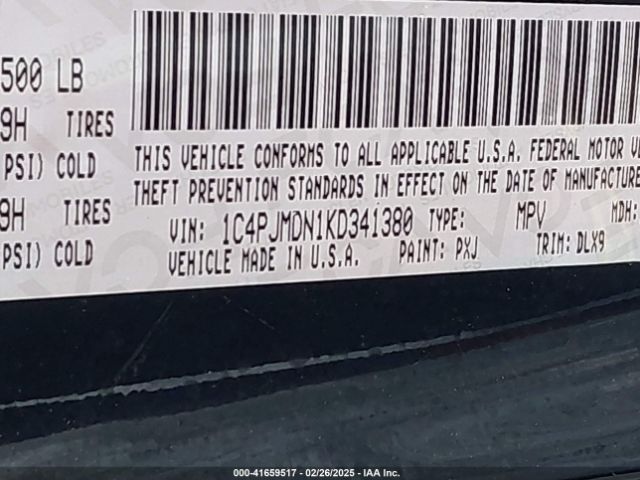 500 LB
9H TIRES
PSI) COLD
9H TIRES
PSI) COLD
THIS VEHICLE CONFORMS TO ALL APPLICABLE U.S.A. FEDERAL MOTOR
THEFT PREVENTION STANDARDS IN EFFECT ON THE DATE OF MANUFACTURE
VIN: 1C4PJMDN1KD341380 TYPE: MPV MDH:
VEHICLE MADE IN U.S.A. PAINT: PXJ TRIM: DLX9
000-41659517 - 02/26/2025 - IAA Inc.